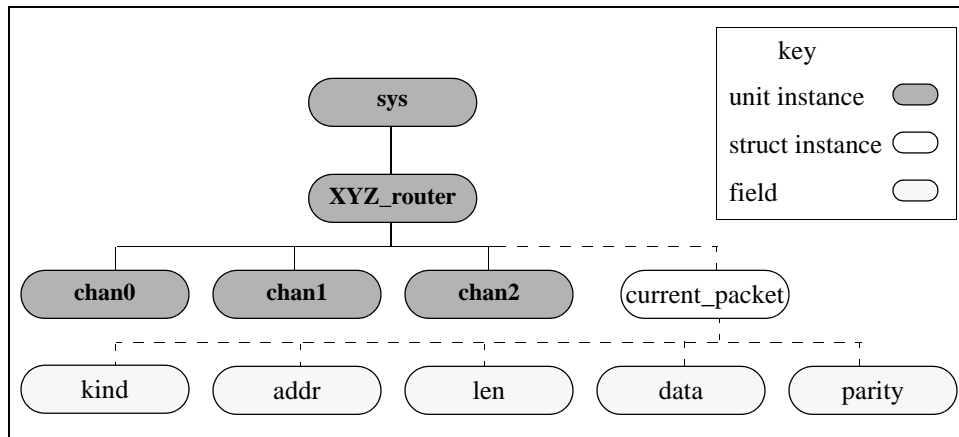 key
unit instance
struct instance
field
sys
XYZ_router
chan0 chan1 chan2 current_packet
kind addr len data parity